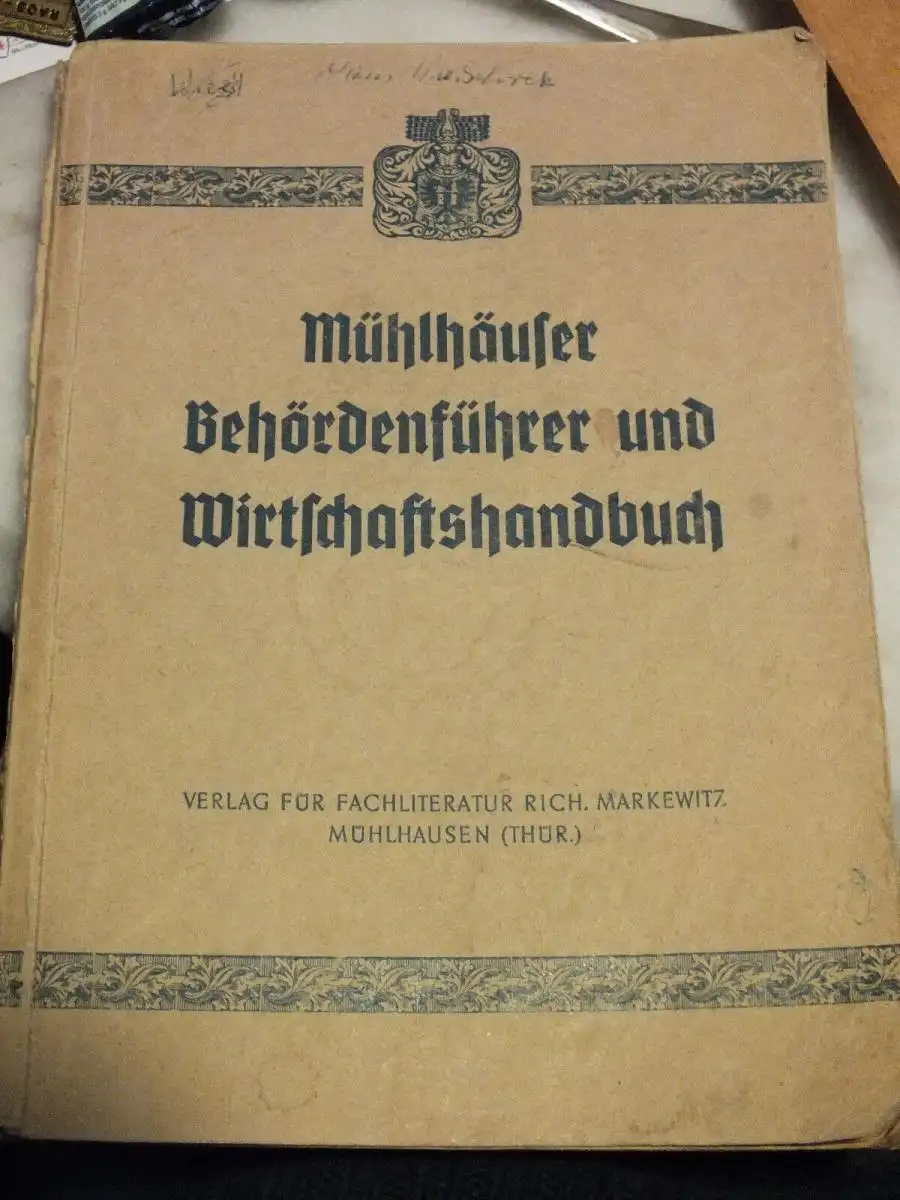 Mühlhäuser
Behördenführer und
Wirtschaftshandbuch
VERLAG FÜR FACHLITERATUR RICH. MARKEWITZ
MÜHLHAUSEN (THÜR.)